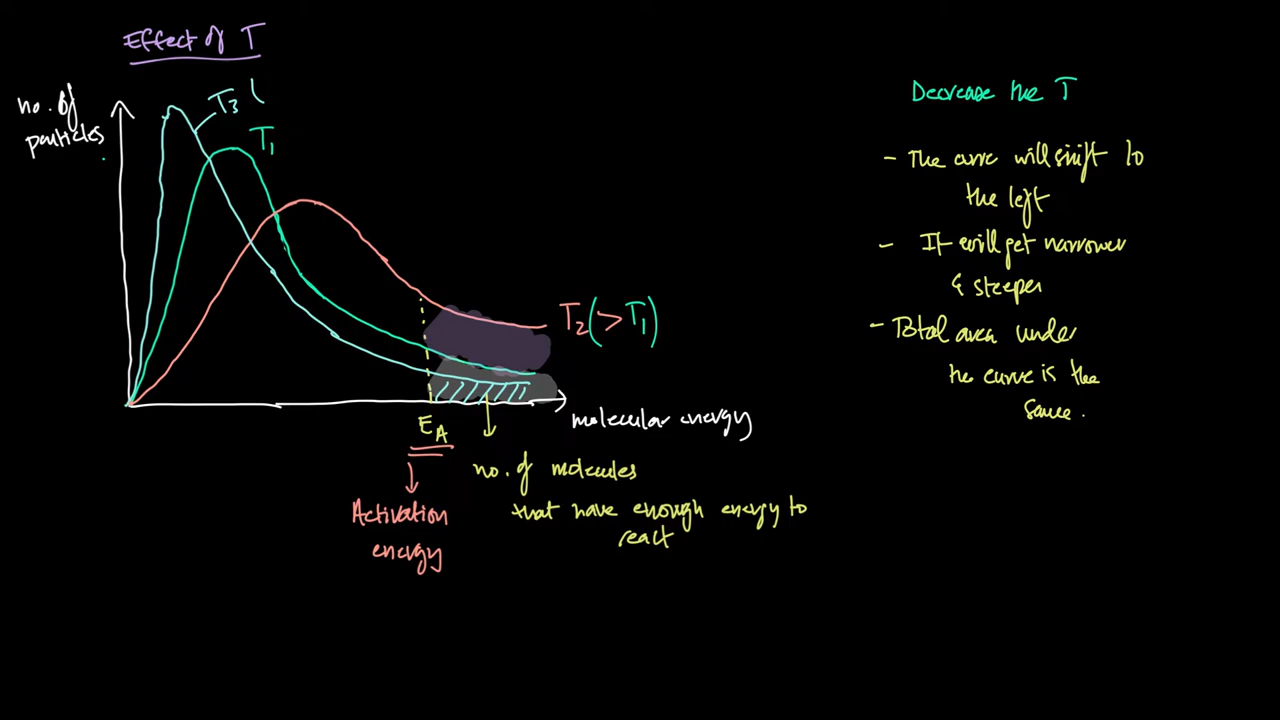 Effect of T
no. of
particles
T3 (
T1
T2 (> T1)
EA
molecular energy
Activation
energy
no. of molecules
that have enough energy to
react
Decrease the T
- The curve will shift to
the left
- It will get narrower
& steeper
- Total area under
the curve is the
same.